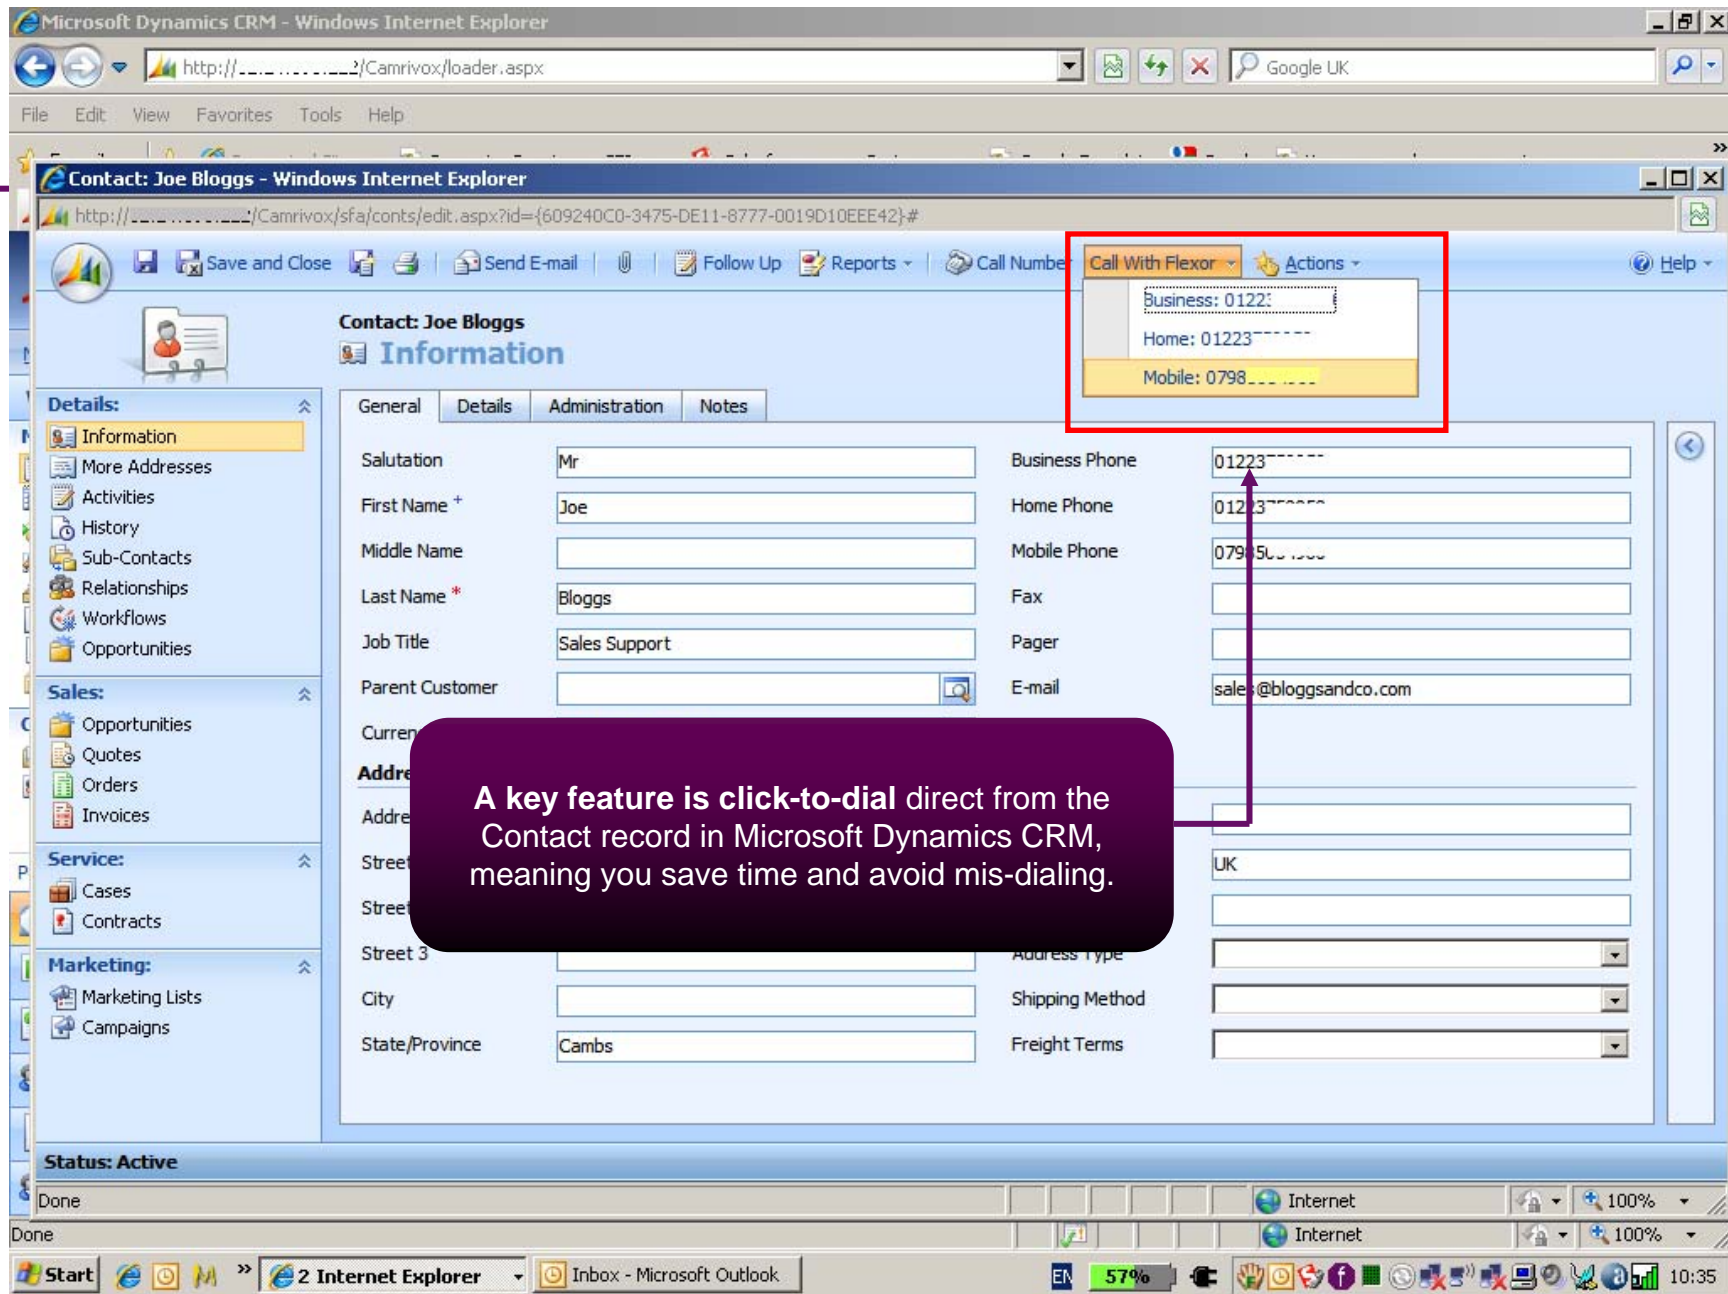 Microsoft Dynamics CRM - Windows Internet Explorer
/Camrivox/loader.aspx
Google UK
File Edit View Favorites Tools Help
Contact: Joe Bloggs - Windows Internet Explorer
/Camrivox/sfa/conts/edit.aspx?id={609240C0-3475-DE11-8777-0019D10EEE42}#
Save and Close Send E-mail Follow Up Reports Call Number Call With Flexor Actions Help
Business: 01223
Home: 01223
Mobile: 0798
Contact: Joe Bloggs
Information
Details:
Information
More Addresses
Activities
History
Sub-Contacts
Relationships
Workflows
Opportunities
Sales:
Opportunities
Quotes
Orders
Invoices
Service:
Cases
Contracts
Marketing:
Marketing Lists
Campaigns
General Details Administration Notes
Salutation Mr Business Phone 01223
First Name + Joe Home Phone 01223
Middle Name Mobile Phone 07985
Last Name * Bloggs Fax
Job Title Sales Support Pager
Parent Customer E-mail sales@bloggsandco.com
A key feature is click-to-dial direct from the
Contact record in Microsoft Dynamics CRM,
meaning you save time and avoid mis-dialing.
UK
Street 3 Address Type
City Shipping Method
State/Province Cambs Freight Terms
Status: Active
Done Internet 100%
Done Internet 100%
Start 2 Internet Explorer Inbox - Microsoft Outlook EN 57% 10:35